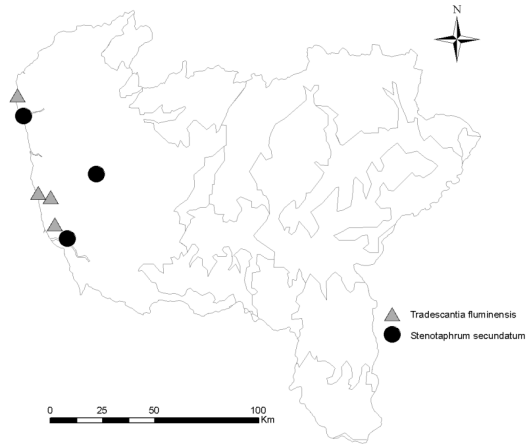 N
Tradescantia fluminensis
Stenotaphrum secundatum
0 25 50 100
Km